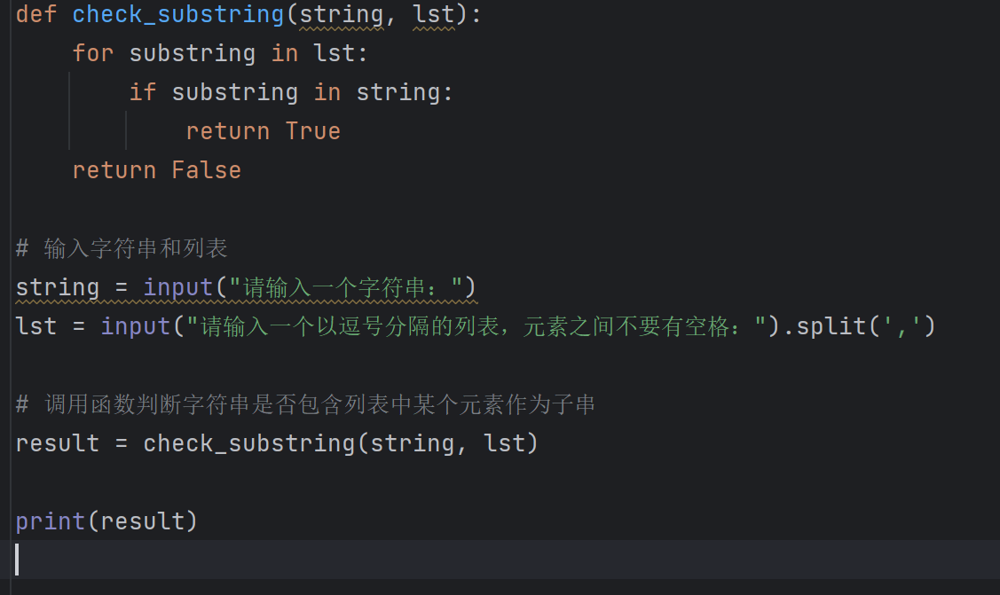 def check_substring(string, lst):
    for substring in lst:
        if substring in string:
            return True
    return False
# 输入字符串和列表
string = input("请输入一个字符串：")
lst = input("请输入一个以逗号分隔的列表，元素之间不要有空格：").split(',')
# 调用函数判断字符串是否包含列表中某个元素作为子串
result = check_substring(string, lst)
print(result)